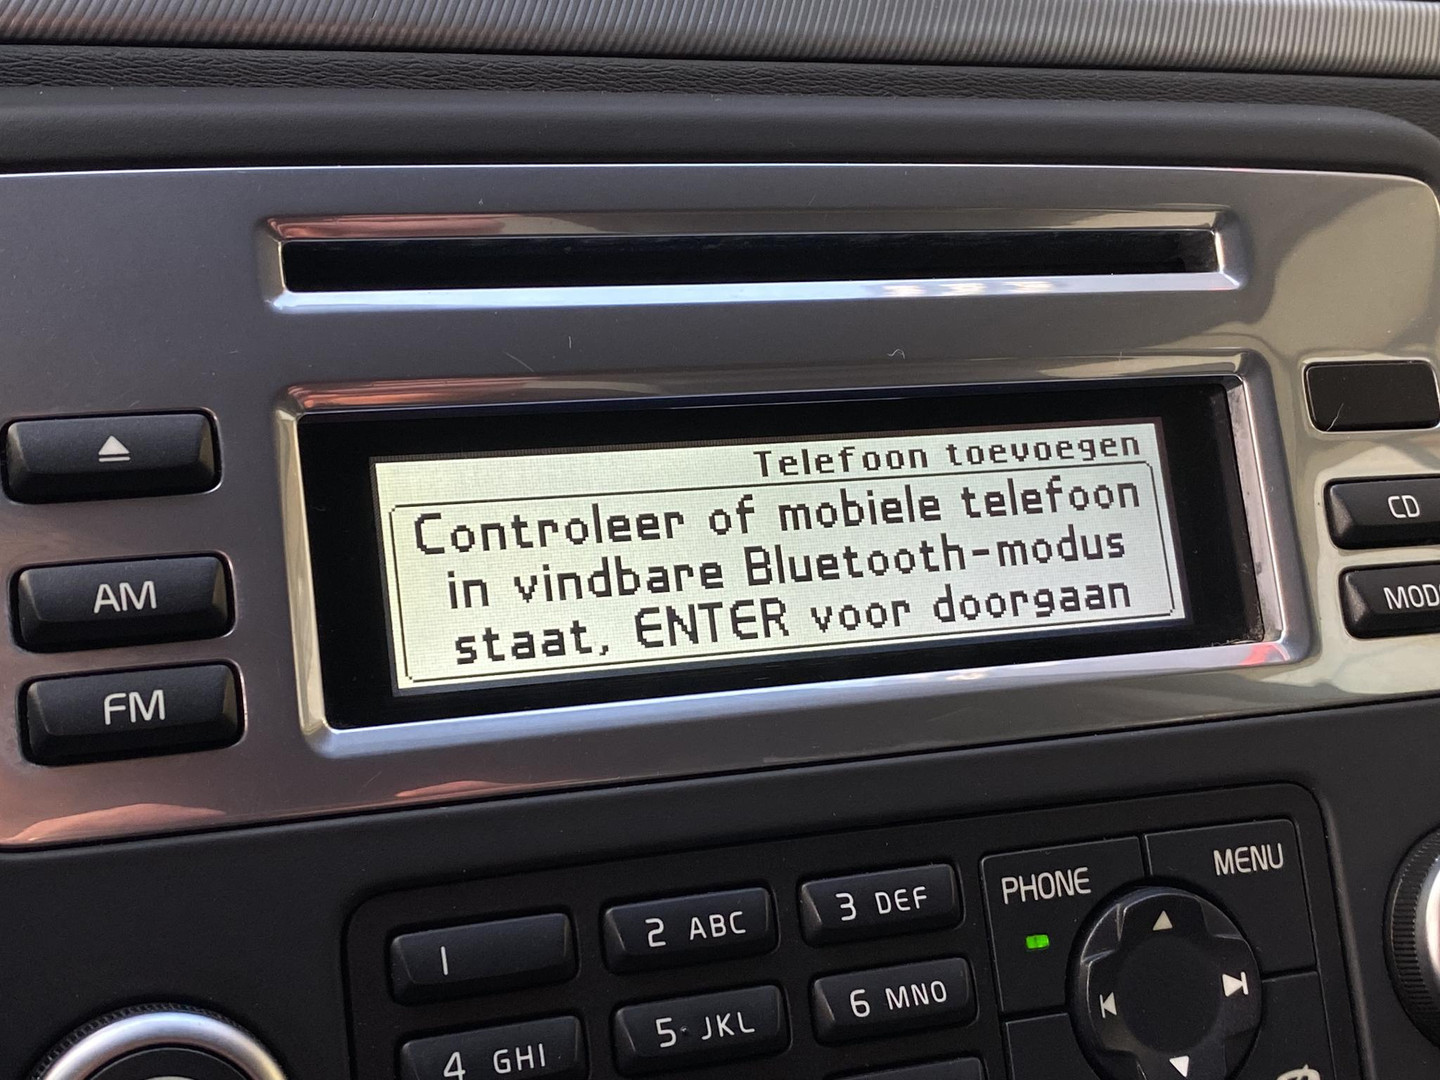 Telefoon toevoegen
Controleer of mobiele telefoon
in vindbare Bluetooth-modus
staat, ENTER voor doorgaan
AM
FM
CD
PHONE
MENU
1
2 ABC
3 DEF
4 GHI
5 JKL
6 MNO